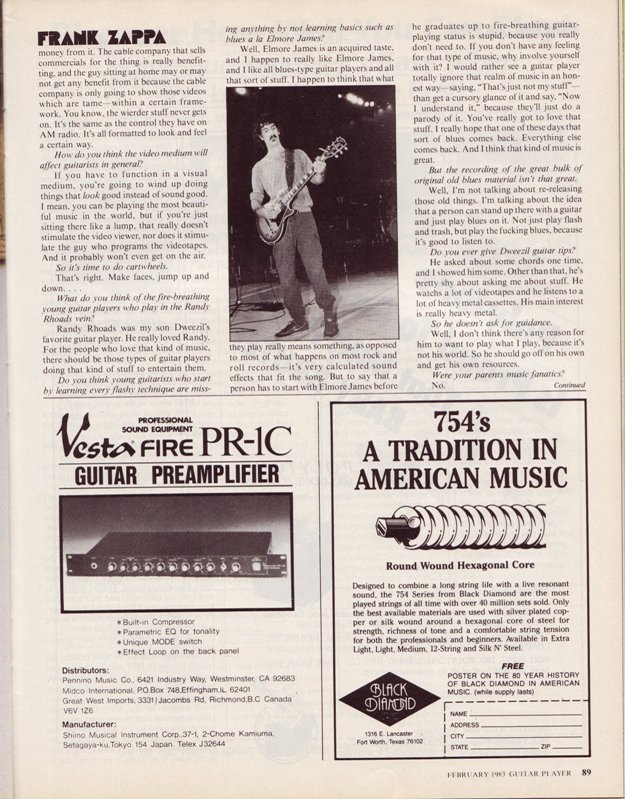 FRANK ZAPPA
money from it. The cable company that sells
commercials for the thing is really benefit-
ting, and the guy sitting at home may or may
not get any benefit from it because the cable
company is only going to show those videos
which are tame—within a certain frame-
work. You know, the wierder stuff never gets
on. It's the same as the control they have on
AM radio. It's all formatted to look and feel
a certain way.
How do you think the video medium will
affect guitarists in general?
If you have to function in a visual
medium, you're going to wind up doing
things that look good instead of sound good.
I mean, you can be playing the most beauti-
ful music in the world, but if you're just
sitting there like a lump, that really doesn't
stimulate the video viewer, nor does it stimu-
late the guy who programs the videotapes.
And it probably won't even get on the air.
So it's time to do cartwheels.
That's right. Make faces, jump up and
down. . . .
What do you think of the fire-breathing
young guitar players who play in the Randy
Rhoads vein?
Randy Rhoads was my son Dweezil's
favorite guitar player. He really loved Randy.
For the people who love that kind of music,
there should be those types of guitar players
doing that kind of stuff to entertain them.
Do you think young guitarists who start
by learning every flashy technique are miss-
ing anything by not learning basics such as
blues a la Elmore James?
Well, Elmore James is an acquired taste,
and I happen to really like Elmore James,
and I like all blues-type guitar players and all
that sort of stuff. I happen to think that what
they play really means something, as opposed
to most of what happens on most rock and
roll records—it's very calculated sound
effects that fit the song. But to say that a
person has to start with Elmore James before
he graduates up to fire-breathing guitar-
playing status is stupid, because you really
don't need to. If you don't have any feeling
for that type of music, why involve yourself
with it? I would rather see a guitar player
totally ignore that realm of music in an hon-
est way—saying, "That's just not my stuff"—
than get a cursory glance of it and say, "Now
I understand it," because they'll just do a
parody of it. You've really got to love that
stuff. I really hope that one of these days that
sort of blues comes back. Everything else
comes back. And I think that kind of music is
great.
But the recording of the great bulk of
original old blues material isn't that great.
Well, I'm not talking about re-releasing
those old things. I'm talking about the idea
that a person can stand up there with a guitar
and just play blues on it. Not just play flash
and trash, but play the fucking blues, because
it's good to listen to.
Do you ever give Dweezil guitar tips?
He asked about some chords one time,
and I showed him some. Other than that, he's
pretty shy about asking me about stuff. He
watches a lot of videotapes and he listens to a
lot of heavy metal cassettes. His main interest
is really heavy metal.
So he doesn't ask for guidance.
Well, I don't think there's any reason for
him to want to play what I play, because it's
not his world. So he should go off on his own
and get his own resources.
Were your parents music fanatics?
No. Continued
PROFESSIONAL
SOUND EQUIPMENT
Vesta FIRE PR-1C
GUITAR PREAMPLIFIER
* Built-in Compressor
* Parametric EQ for tonality
* Unique MODE switch
* Effect Loop on the back panel
Distributors:
Pennino Music Co., 6421 Industry Way, Westminster, CA 92683
Midco International, P.O.Box 748, Effingham, IL 62401
Great West Imports, 3331 Jacombs Rd, Richmond, B.C Canada
V6V 1Z6
Manufacturer:
Shiino Musical Instrument Corp.,37-1, 2-Chome Kamiuma,
Setagaya-ku,Tokyo 154 Japan. Telex J32644
754's
A TRADITION IN
AMERICAN MUSIC
Round Wound Hexagonal Core
Designed to combine a long string life with a live resonant
sound, the 754 Series from Black Diamond are the most
played strings of all time with over 40 million sets sold. Only
the best available materials are used with silver plated cop-
per or silk wound around a hexagonal core of steel for
strength, richness of tone and a comfortable string tension
for both the professionals and beginners. Available in Extra
Light, Light, Medium, 12-String and Silk N' Steel.
FREE
POSTER ON THE 80 YEAR HISTORY
OF BLACK DIAMOND IN AMERICAN
MUSIC. (while supply lasts)
BLACK
DIAMOND
1316 E. Lancaster
Fort Worth, Texas 76102
NAME
ADDRESS
CITY
STATE ZIP
FEBRUARY 1983 GUITAR PLAYER 89